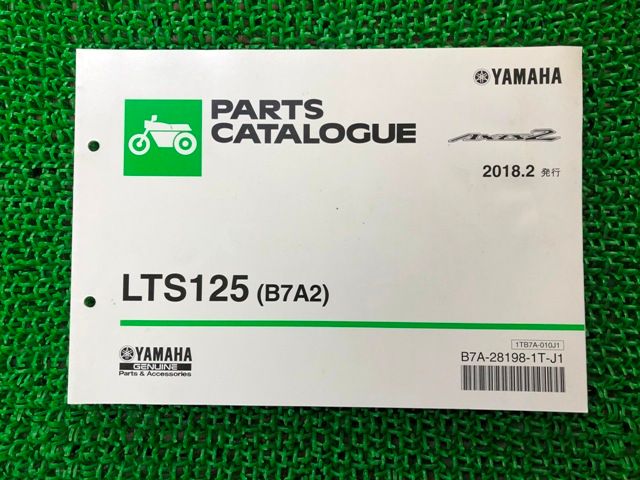 YAMAHA
PARTS
CATALOGUE
AXIS Z
2018.2 発行
LTS125 (B7A2)
YAMAHA
GENUINE
Parts & Accessories
1TB7A-010J1
B7A-28198-1T-J1